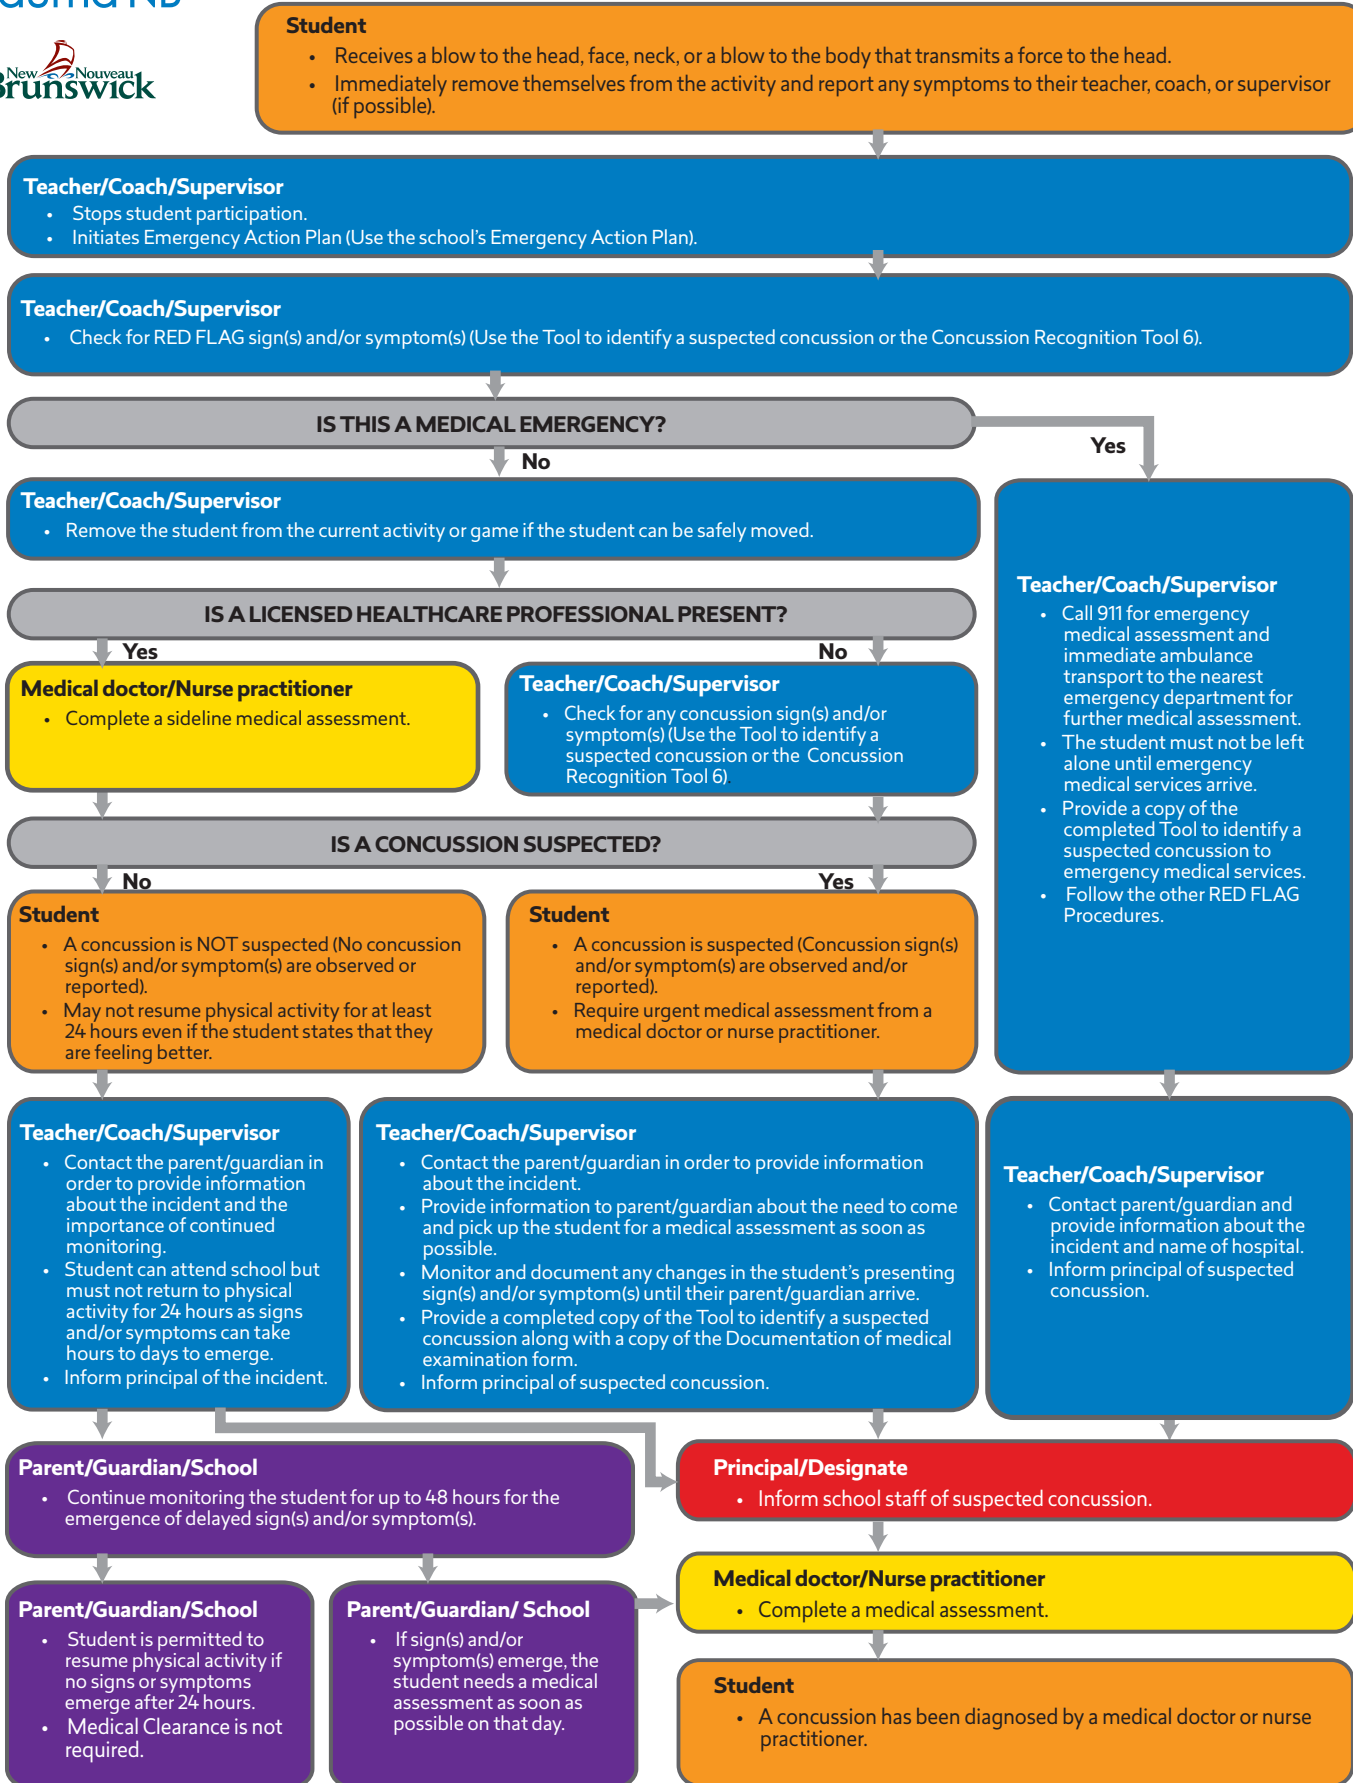 New Nouveau
Brunswick
Student
• Receives a blow to the head, face, neck, or a blow to the body that transmits a force to the head.
• Immediately remove themselves from the activity and report any symptoms to their teacher, coach, or supervisor
(if possible).
Teacher/Coach/Supervisor
• Stops student participation.
• Initiates Emergency Action Plan (Use the school's Emergency Action Plan).
Teacher/Coach/Supervisor
• Check for RED FLAG sign(s) and/or symptom(s) (Use the Tool to identify a suspected concussion or the Concussion Recognition Tool 6).
IS THIS A MEDICAL EMERGENCY?
Yes
No
Teacher/Coach/Supervisor
• Remove the student from the current activity or game if the student can be safely moved.
Teacher/Coach/Supervisor
• Call 911 for emergency
medical assessment and
immediate ambulance
transport to the nearest
emergency department for
further medical assessment.
• The student must not be left
alone until emergency
medical services arrive.
• Provide a copy of the
completed Tool to identify a
suspected concussion to
emergency medical services.
• Follow the other RED FLAG
Procedures.
IS A LICENSED HEALTHCARE PROFESSIONAL PRESENT?
Yes
No
Medical doctor/Nurse practitioner
• Complete a sideline medical assessment.
Teacher/Coach/Supervisor
• Check for any concussion sign(s) and/or
symptom(s) (Use the Tool to identify a
suspected concussion or the Concussion
Recognition Tool 6).
IS A CONCUSSION SUSPECTED?
No
Yes
Student
• A concussion is NOT suspected (No concussion
sign(s) and/or symptom(s) are observed or
reported).
• May not resume physical activity for at least
24 hours even if the student states that they
are feeling better.
Student
• A concussion is suspected (Concussion sign(s)
and/or symptom(s) are observed and/or
reported).
• Require urgent medical assessment from a
medical doctor or nurse practitioner.
Teacher/Coach/Supervisor
• Contact the parent/guardian in
order to provide information
about the incident and the
importance of continued
monitoring.
• Student can attend school but
must not return to physical
activity for 24 hours as signs
and/or symptoms can take
hours to days to emerge.
• Inform principal of the incident.
Teacher/Coach/Supervisor
• Contact the parent/guardian in order to provide information
about the incident.
• Provide information to parent/guardian about the need to come
and pick up the student for a medical assessment as soon as
possible.
• Monitor and document any changes in the student's presenting
sign(s) and/or symptom(s) until their parent/guardian arrive.
• Provide a completed copy of the Tool to identify a suspected
concussion along with a copy of the Documentation of medical
examination form.
• Inform principal of suspected concussion.
Teacher/Coach/Supervisor
• Contact parent/guardian and
provide information about the
incident and name of hospital.
• Inform principal of suspected
concussion.
Parent/Guardian/School
• Continue monitoring the student for up to 48 hours for the
emergence of delayed sign(s) and/or symptom(s).
Principal/Designate
• Inform school staff of suspected concussion.
Parent/Guardian/School
• Student is permitted to
resume physical activity if
no signs or symptoms
emerge after 24 hours.
• Medical Clearance is not
required.
Parent/Guardian/ School
• If sign(s) and/or
symptom(s) emerge, the
student needs a medical
assessment as soon as
possible on that day.
Medical doctor/Nurse practitioner
• Complete a medical assessment.
Student
• A concussion has been diagnosed by a medical doctor or nurse
practitioner.